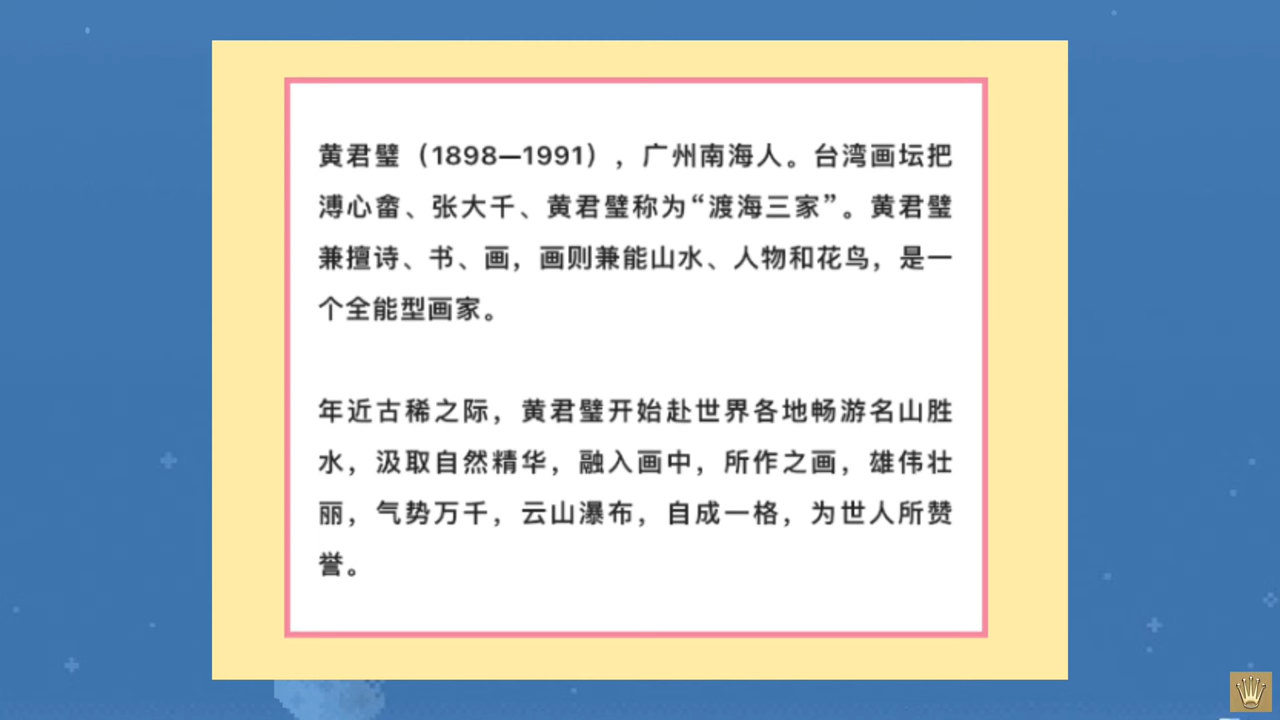 黄君璧（1898—1991），广州南海人。台湾画坛把
溥心畲、张大千、黄君璧称为“渡海三家”。黄君璧
兼擅诗、书、画，画则兼能山水、人物和花鸟，是一
个全能型画家。
年近古稀之际，黄君璧开始赴世界各地畅游名山胜
水，汲取自然精华，融入画中，所作之画，雄伟壮
丽，气势万千，云山瀑布，自成一格，为世人所赞
誉。